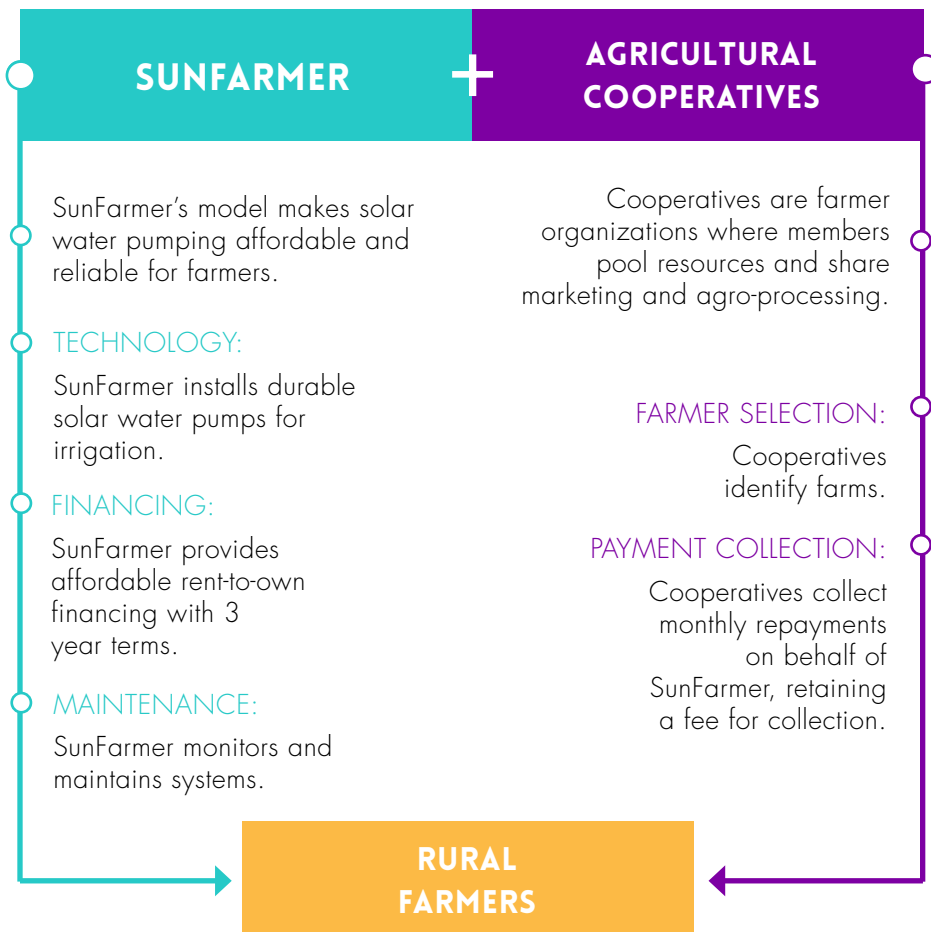 SUNFARMER
+
AGRICULTURAL
COOPERATIVES
SunFarmer’s model makes solar
water pumping affordable and
reliable for farmers.
TECHNOLOGY:
SunFarmer installs durable
solar water pumps for
irrigation.
FINANCING:
SunFarmer provides
affordable rent-to-own
financing with 3
year terms.
MAINTENANCE:
SunFarmer monitors and
maintains systems.
Cooperatives are farmer
organizations where members
pool resources and share
marketing and agro-processing.
FARMER SELECTION:
Cooperatives
identify farms.
PAYMENT COLLECTION:
Cooperatives collect
monthly repayments
on behalf of
SunFarmer, retaining
a fee for collection.
RURAL
FARMERS